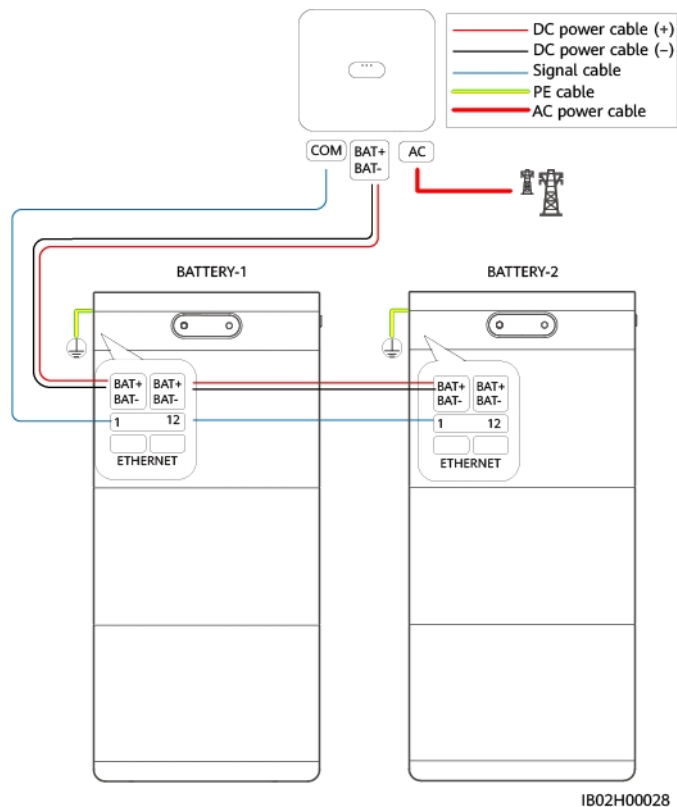 DC power cable (+)
DC power cable (−)
Signal cable
PE cable
AC power cable
COM
BAT+
BAT-
AC
BATTERY-1
BATTERY-2
BAT+ BAT+
BAT- BAT-
1 12
ETHERNET
BAT+ BAT+
BAT- BAT-
1 12
ETHERNET
IB02H00028